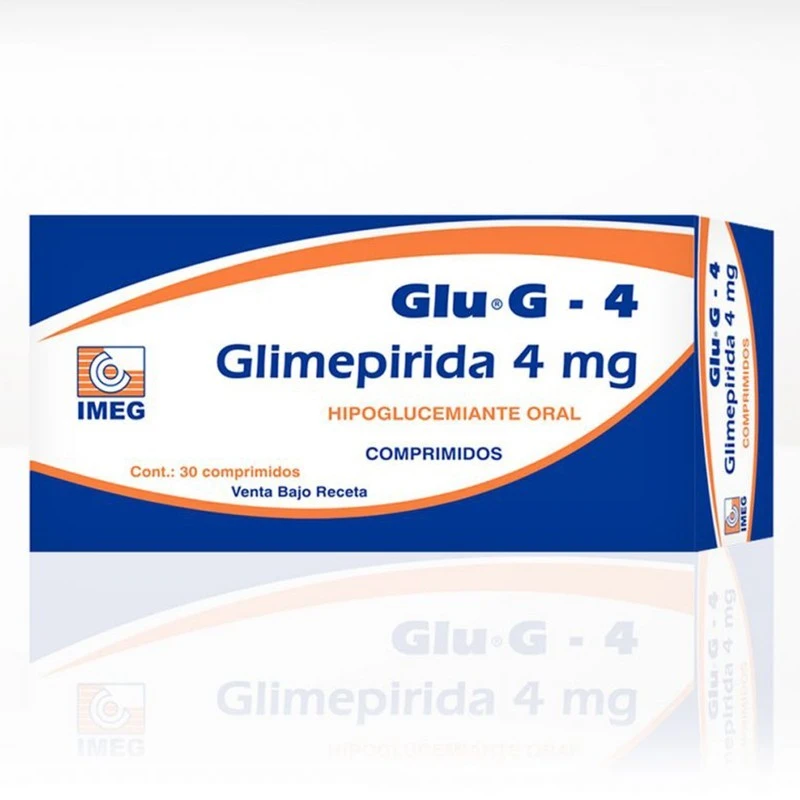 Glu®G - 4
Glimepirida 4 mg
HIPOGLUCEMIANTE ORAL
COMPRIMIDOS
IMEG
Cont.: 30 comprimidos
Venta Bajo Receta
Glu®G - 4
Glimepirida 4 mg
COMPRIMIDOS
IMEG